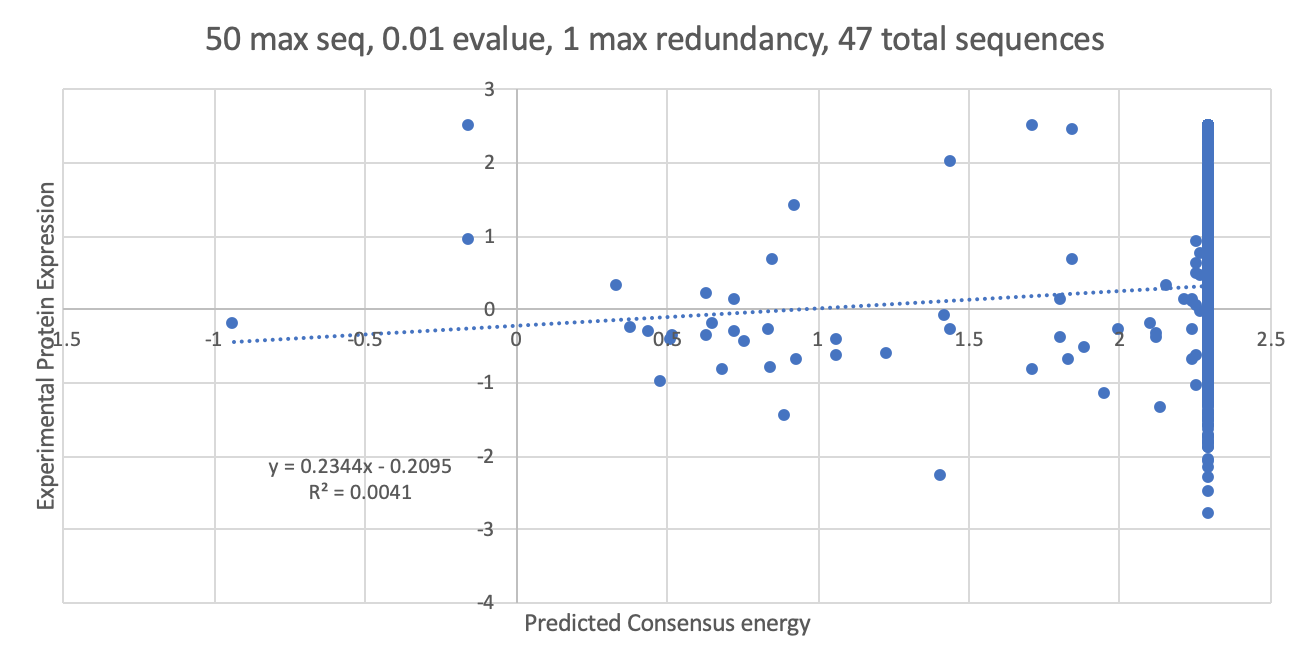 50 max seq, 0.01 evalue, 1 max redundancy, 47 total sequences
3
2
1
0
-1.5 -1 -0.5 0 0.5 1 1.5 2 2.5
-1
-2
-3
-4
Experimental Protein Expression
y = 0.2344x - 0.2095
R² = 0.0041
Predicted Consensus energy